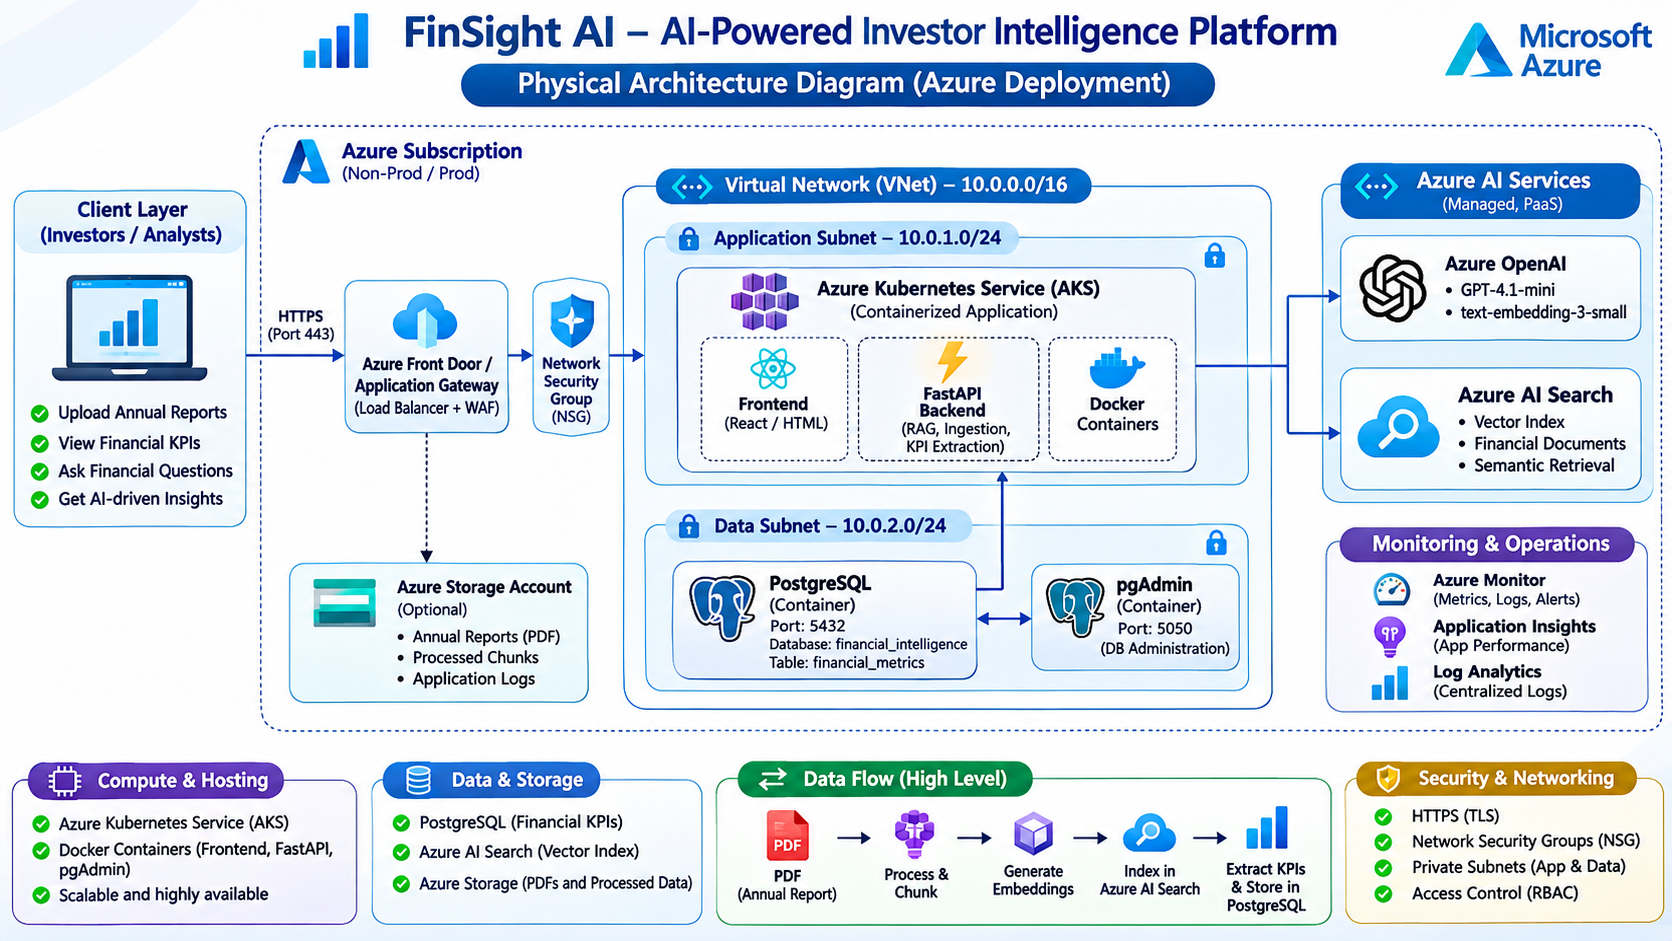 FinSight AI – AI-Powered Investor Intelligence Platform
Physical Architecture Diagram (Azure Deployment)
Microsoft
Azure
Client Layer
(Investors / Analysts)
Upload Annual Reports
View Financial KPIs
Ask Financial Questions
Get AI-driven Insights
HTTPS
(Port 443)
Azure Subscription
(Non-Prod / Prod)
Azure Front Door /
Application Gateway
(Load Balancer + WAF)
Network
Security
Group
(NSG)
Azure Storage Account
(Optional)
• Annual Reports (PDF)
• Processed Chunks
• Application Logs
Virtual Network (VNet) – 10.0.0.0/16
Application Subnet – 10.0.1.0/24
Azure Kubernetes Service (AKS)
(Containerized Application)
Frontend
(React / HTML)
FastAPI
Backend
(RAG, Ingestion,
KPI Extraction)
Docker
Containers
Data Subnet – 10.0.2.0/24
PostgreSQL
(Container)
Port: 5432
Database: financial_intelligence
Table: financial_metrics
pgAdmin
(Container)
Port: 5050
(DB Administration)
Azure AI Services
(Managed, PaaS)
Azure OpenAI
• GPT-4.1-mini
• text-embedding-3-small
Azure AI Search
• Vector Index
• Financial Documents
• Semantic Retrieval
Monitoring & Operations
Azure Monitor
(Metrics, Logs, Alerts)
Application Insights
(App Performance)
Log Analytics
(Centralized Logs)
Compute & Hosting
Azure Kubernetes Service (AKS)
Docker Containers (Frontend, FastAPI,
pgAdmin)
Scalable and highly available
Data & Storage
PostgreSQL (Financial KPIs)
Azure AI Search (Vector Index)
Azure Storage (PDFs and Processed Data)
Data Flow (High Level)
PDF
PDF
(Annual Report)
Process &
Chunk
Generate
Embeddings
Index in
Azure AI Search
Extract KPIs
& Store in
PostgreSQL
Security & Networking
HTTPS (TLS)
Network Security Groups (NSG)
Private Subnets (App & Data)
Access Control (RBAC)